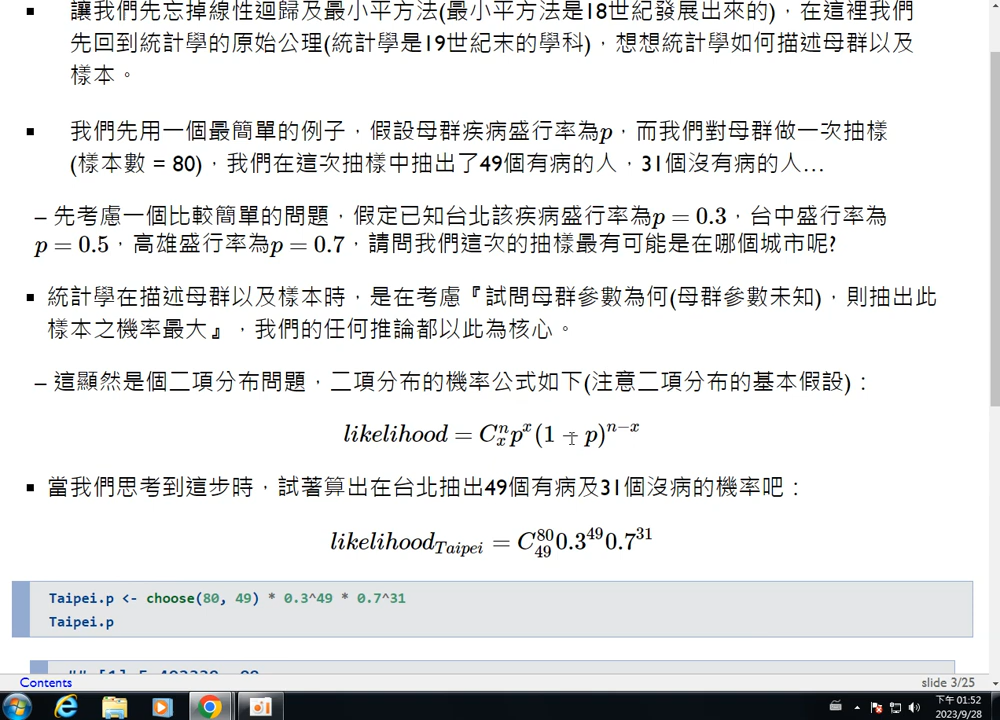 讓我們先忘掉線性迴歸及最小平方法(最小平方法是18世紀發展出來的)，在這裡我們
先回到統計學的原始公理(統計學是19世紀末的學科)，想想統計學如何描述母群以及
樣本。
我們先用一個最簡單的例子，假設母群疾病盛行率為p，而我們對母群做一次抽樣
(樣本數 = 80)，我們在這次抽樣中抽出了49個有病的人，31個沒有病的人…
– 先考慮一個比較簡單的問題，假定已知台北該疾病盛行率為p = 0.3，台中盛行率為
p = 0.5，高雄盛行率為p = 0.7，請問我們這次的抽樣最有可能是在哪個城市呢?
統計學在描述母群以及樣本時，是在考慮『試問母群參數為何(母群參數未知)，則抽出此
樣本之機率最大』，我們的任何推論都以此為核心。
– 這顯然是個二項分布問題，二項分布的機率公式如下(注意二項分布的基本假設)：
likelihood = C_x^n p^x (1 − p)^{n−x}
當我們思考到這步時，試著算出在台北抽出49個有病及31個沒病的機率吧：
likelihood_{Taipei} = C_{49}^{80} 0.3^{49} 0.7^{31}
Taipei.p <- choose(80, 49) * 0.3^49 * 0.7^31
Taipei.p
Contents
slide 3/25
下午 01:52
2023/9/28